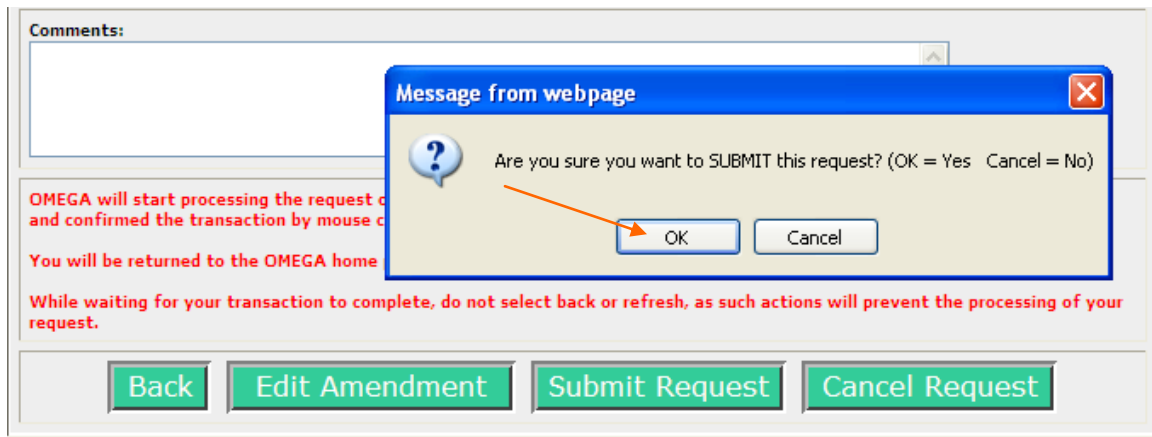 Comments:
Message from webpage
Are you sure you want to SUBMIT this request? (OK = Yes   Cancel = No)
OK
Cancel
OMEGA will start processing the request
and confirmed the transaction by mouse
You will be returned to the OMEGA home
While waiting for your transaction to complete, do not select back or refresh, as such actions will prevent the processing of your
request.
Back
Edit Amendment
Submit Request
Cancel Request